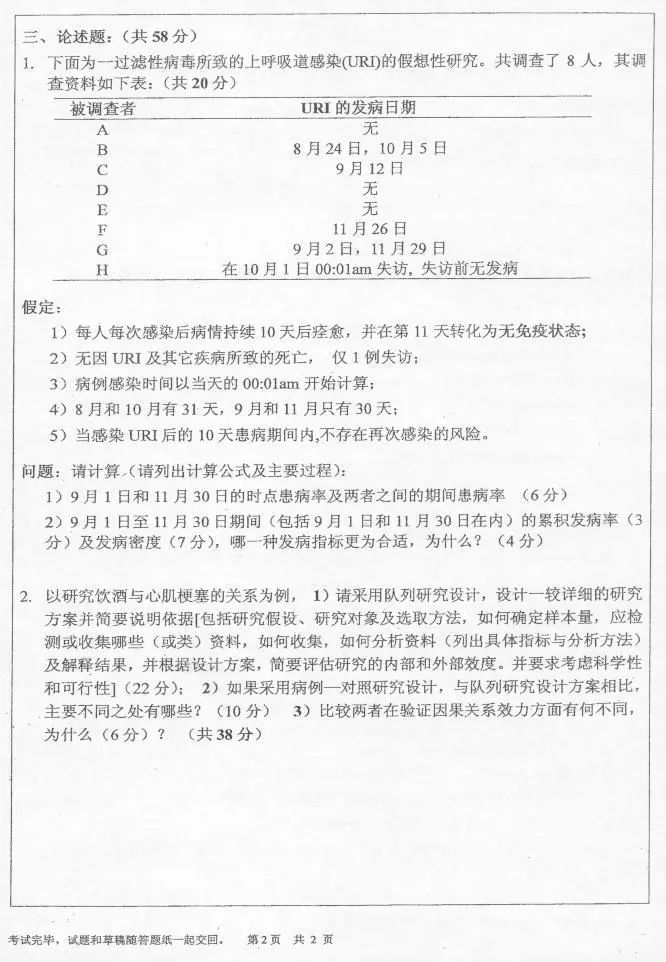 三、论述题:(共 58 分)
1. 下面为一过滤性病毒所致的上呼吸道感染(URI)的假想性研究。共调查了 8 人，其调
查资料如下表:(共 20 分)
被调查者 URI 的发病日期
A 无
B 8 月 24 日，10 月 5 日
C 9 月 12 日
D 无
E 无
F 11 月 26 日
G 9 月 2 日，11 月 29 日
H 在 10 月 1 日 00:01am 失访, 失访前无发病
假定:
1）每人每次感染后病情持续 10 天后痊愈，并在第 11 天转化为无免疫状态;
2）无因 URI 及其它疾病所致的死亡， 仅 1 例失访;
3）病例感染时间以当天的 00:01am 开始计算;
4）8 月和 10 月有 31 天，9 月和 11 月只有 30 天;
5）当感染 URI 后的 10 天患病期间内,不存在再次感染的风险。
问题: 请计算 (请列出计算公式及主要过程):
1）9 月 1 日和 11 月 30 日的时点患病率及两者之间的期间患病率 （6 分）
2）9 月 1 日至 11 月 30 日期间（包括 9 月 1 日和 11 月 30 日在内）的累积发病率（3
分）及发病密度（7 分)，哪一种发病指标更为合适，为什么？（4 分）
2. 以研究饮酒与心肌梗塞的关系为例， 1）请采用队列研究设计，设计一较详细的研究
方案并简要说明依据[包括研究假设、研究对象及选取方法，如何确定样本量，应检
测或收集哪些（或类）资料，如何收集，如何分析资料（列出具体指标与分析方法）
及解释结果，并根据设计方案，简要评估研究的内部和外部效度。并要求考虑科学性
和可行性]（22 分）; 2）如果采用病例—对照研究设计，与队列研究设计方案相比，
主要不同之处有哪些？（10 分） 3）比较两者在验证因果关系效力方面有何不同，
为什么（6 分）？ （共 38 分）
考试完毕，试题和草稿随答题纸一起交回。 第 2 页 共 2 页